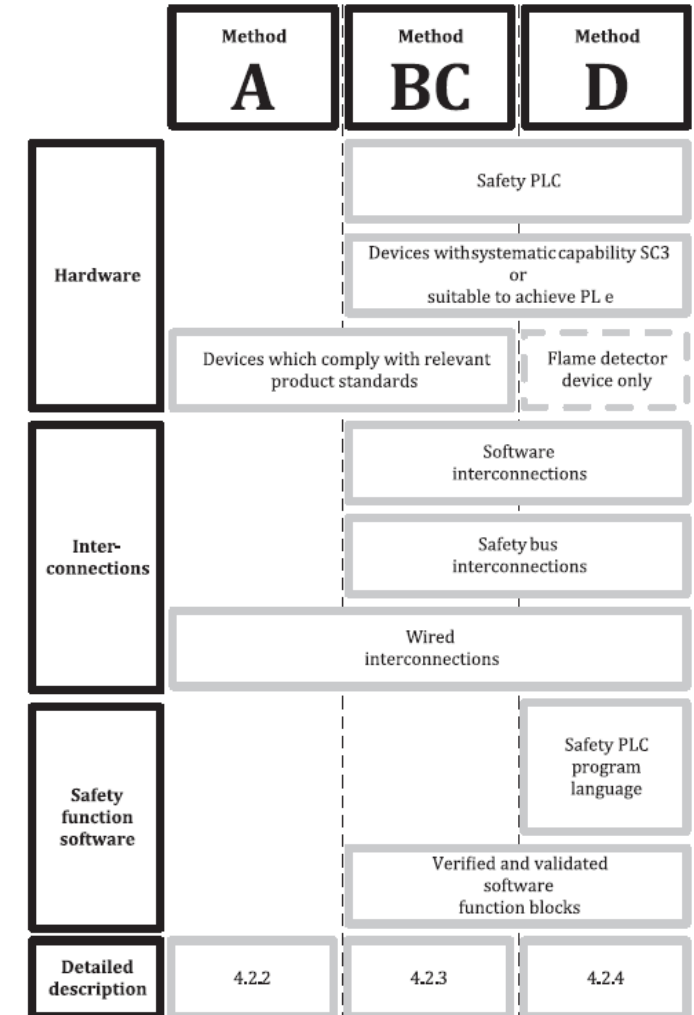 Method
A
Method
BC
Method
D
Hardware
Safety PLC
Devices withsystematic capability SC3
or
suitable to achieve PL e
Devices which comply with relevant
product standards
Flame detector
device only
Inter-
connections
Software
interconnections
Safety bus
interconnections
Wired
interconnections
Safety
function
software
Safety PLC
program
language
Verified and validated
software
function blocks
Detailed
description
4.2.2
4.2.3
4.2.4